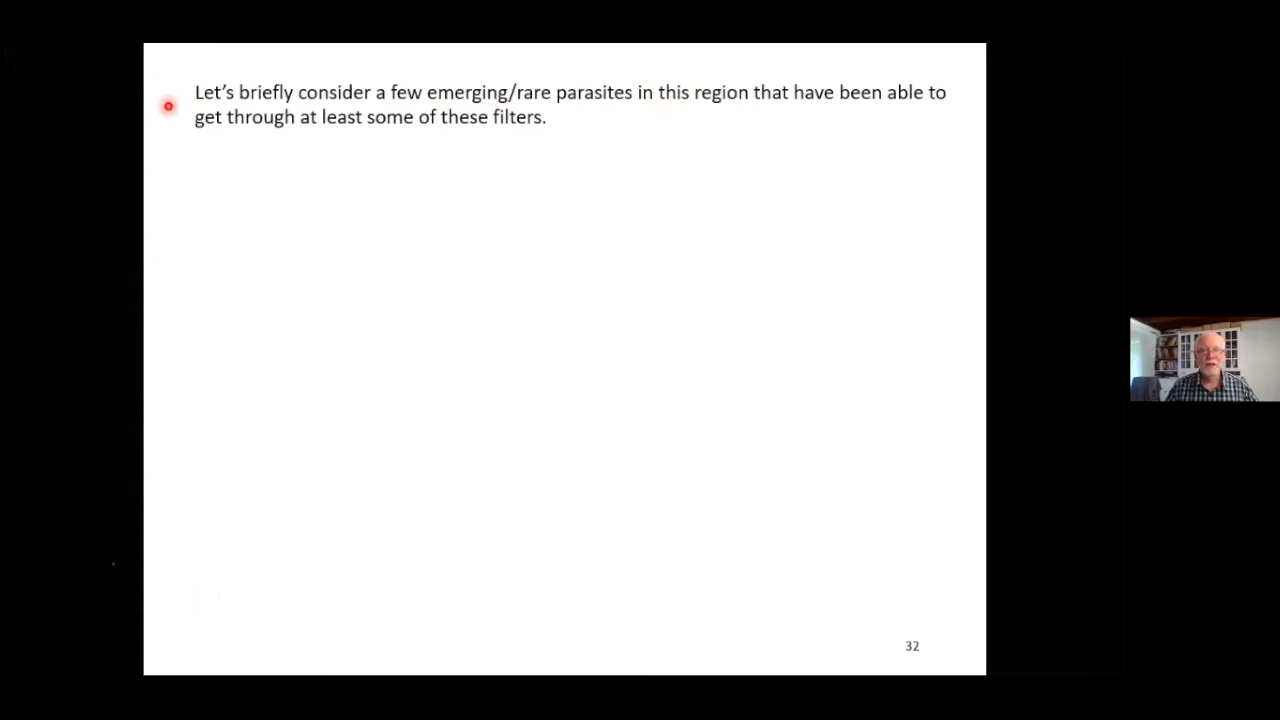 Let’s briefly consider a few emerging/rare parasites in this region that have been able to
get through at least some of these filters.
32